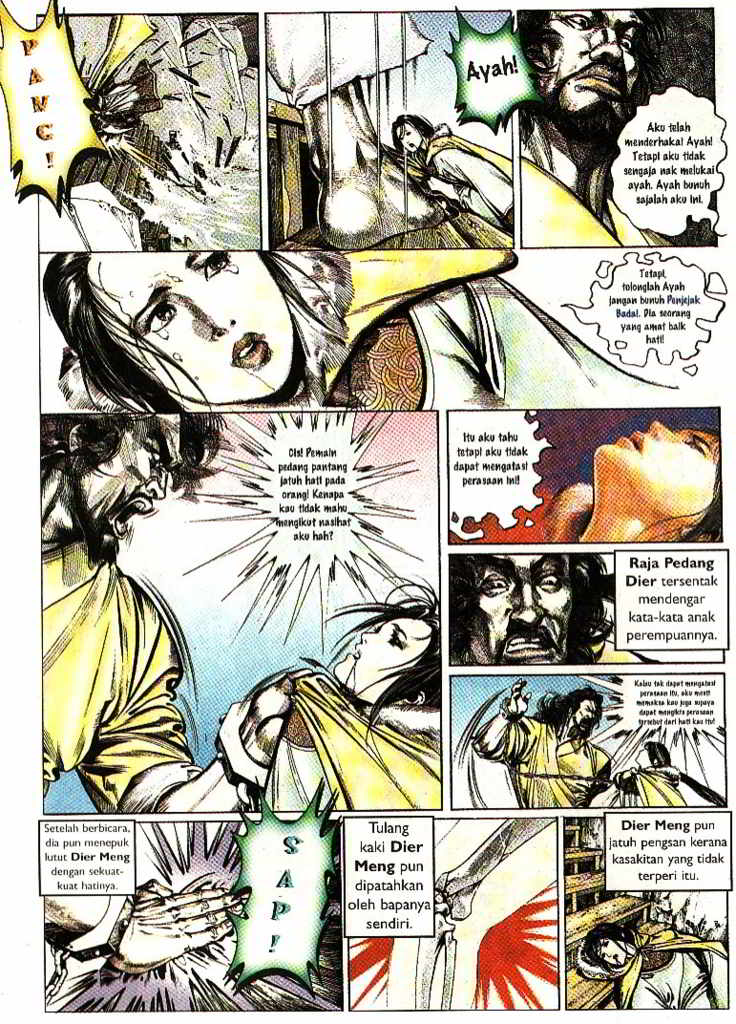 PANG!
Ayah!
Aku telah
menderhaka! Ayah!
Tetapi aku tidak
sengaja nak melukai
ayah. Ayah bunuh
sajalah aku ini.
Tetapi,
tolonglah Ayah
jangan bunuh Penjejak
Badai. Dia seorang
yang amat baik
hati!
Cis! Pemain
pedang pantang
jatuh hati pada
orang! Kenapa
kau tidak mahu
mengikut nasihat
aku hah?
Itu aku tahu
tetapi aku tidak
dapat mengatasi
perasaan ini!
Raja Pedang
Dier tersentak
mendengar
kata-kata anak
perempuannya.
Kalau tak dapat mengatasi
perasaan itu, aku mesti
memaksa kau juga supaya
dapat mengikis perasaan
tersebut dari hati kau itu!
Setelah berbicara,
dia pun menepuk
lutut Dier Meng
dengan sekuat-
kuat hatinya.
SAP!
Tulang
kaki Dier
Meng pun
dipatahkan
oleh bapanya
sendiri.
Dier Meng pun
jatuh pengsan kerana
kasakitan yang tidak
terperi itu.